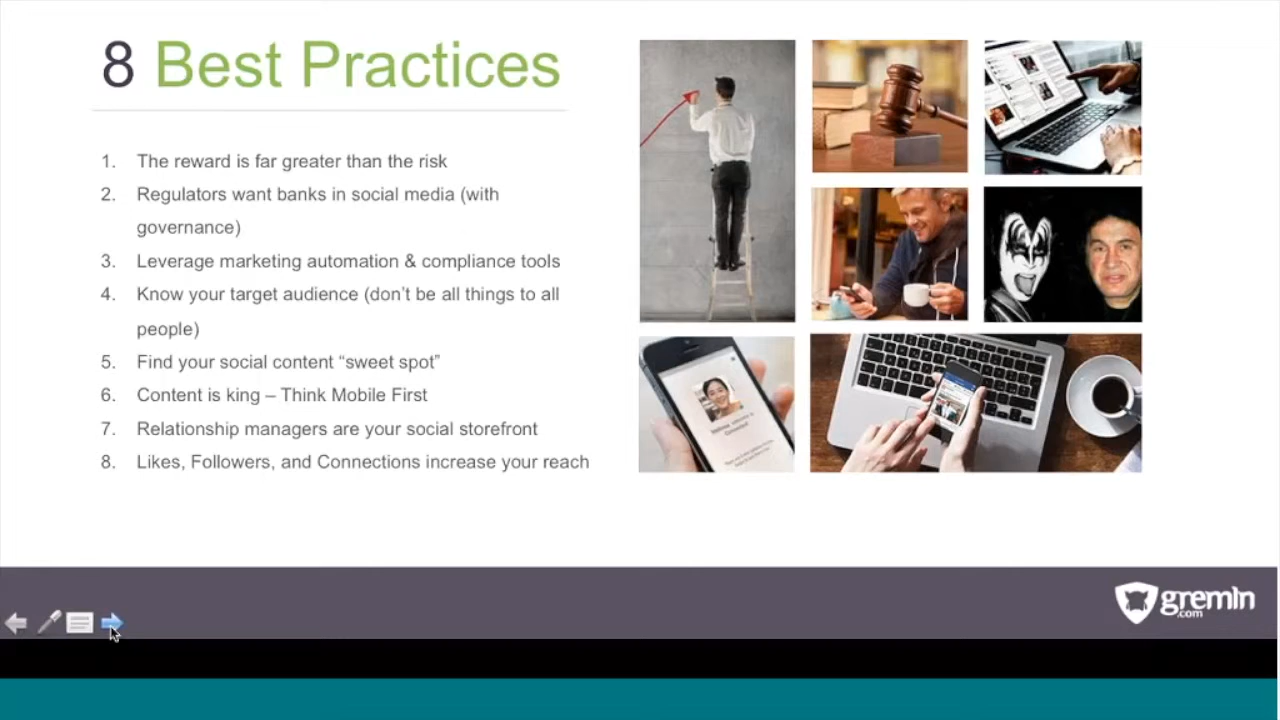 8 Best Practices
1. The reward is far greater than the risk
2. Regulators want banks in social media (with
governance)
3. Leverage marketing automation & compliance tools
4. Know your target audience (don’t be all things to all
people)
5. Find your social content “sweet spot”
6. Content is king – Think Mobile First
7. Relationship managers are your social storefront
8. Likes, Followers, and Connections increase your reach
gremln
.com